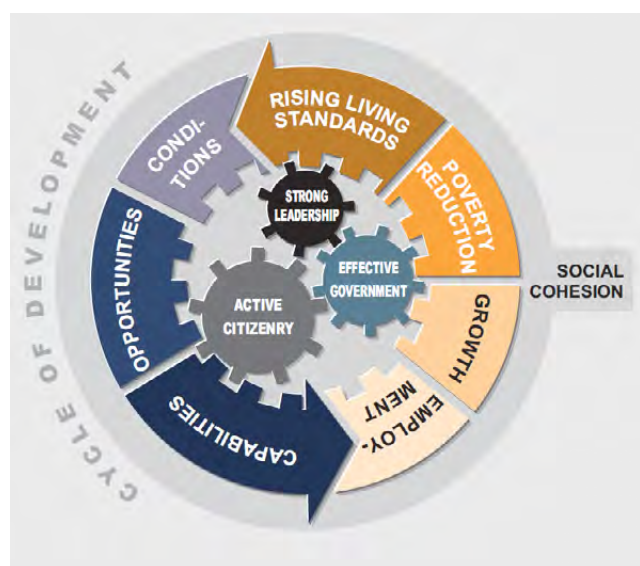 CYCLE OF DEVELOPMENT
RISING LIVING
STANDARDS
POVERTY
REDUCTION
GROWTH
EMPLOY-
MENT
CAPABILITIES
OPPORTUNITIES
CONDI-
TIONS
STRONG
LEADERSHIP
EFFECTIVE
GOVERNMENT
ACTIVE
CITIZENRY
SOCIAL
COHESION